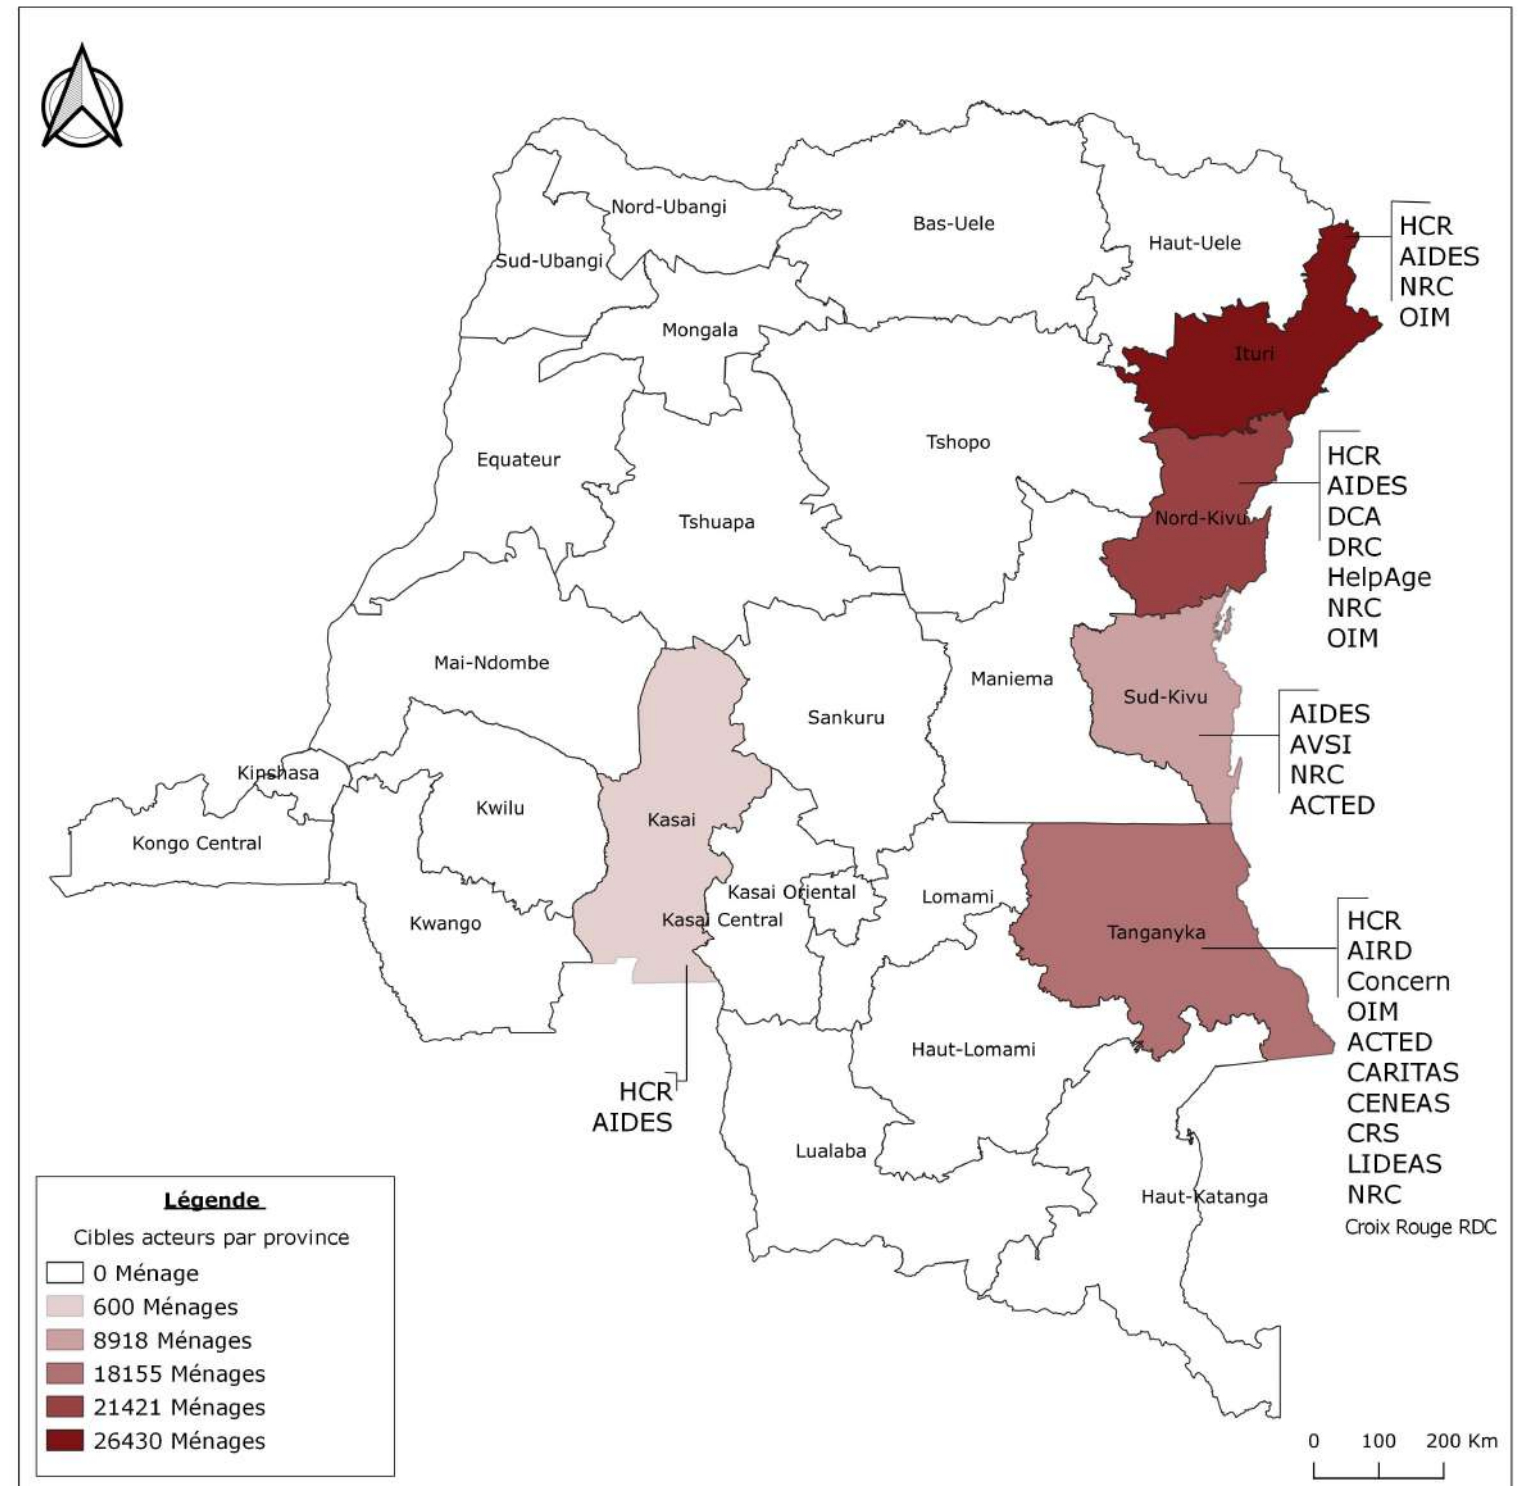 Nord-Ubangi
Bas-Uele
Haut-Uele
Sud-Ubangi
Mongala
Ituri
HCR
AIDES
NRC
OIM
Equateur
Tshopo
Tshuapa
Nord-Kivu
HCR
AIDES
DCA
DRC
HelpAge
NRC
OIM
Mai-Ndombe
Sankuru
Maniema
Sud-Kivu
AIDES
AVSI
NRC
ACTED
Kinshasa
Kongo Central
Kwilu
Kasai
Kwango
Kasai Oriental
Kasai Central
Lomami
Tanganyka
HCR
AIRD
Concern
OIM
ACTED
CARITAS
CENEAS
CRS
LIDEAS
NRC
Croix Rouge RDC
Haut-Lomami
HCR
AIDES
Lualaba
Haut-Katanga
Légende
Cibles acteurs par province
0 Ménage
600 Ménages
8918 Ménages
18155 Ménages
21421 Ménages
26430 Ménages
0 100 200 Km